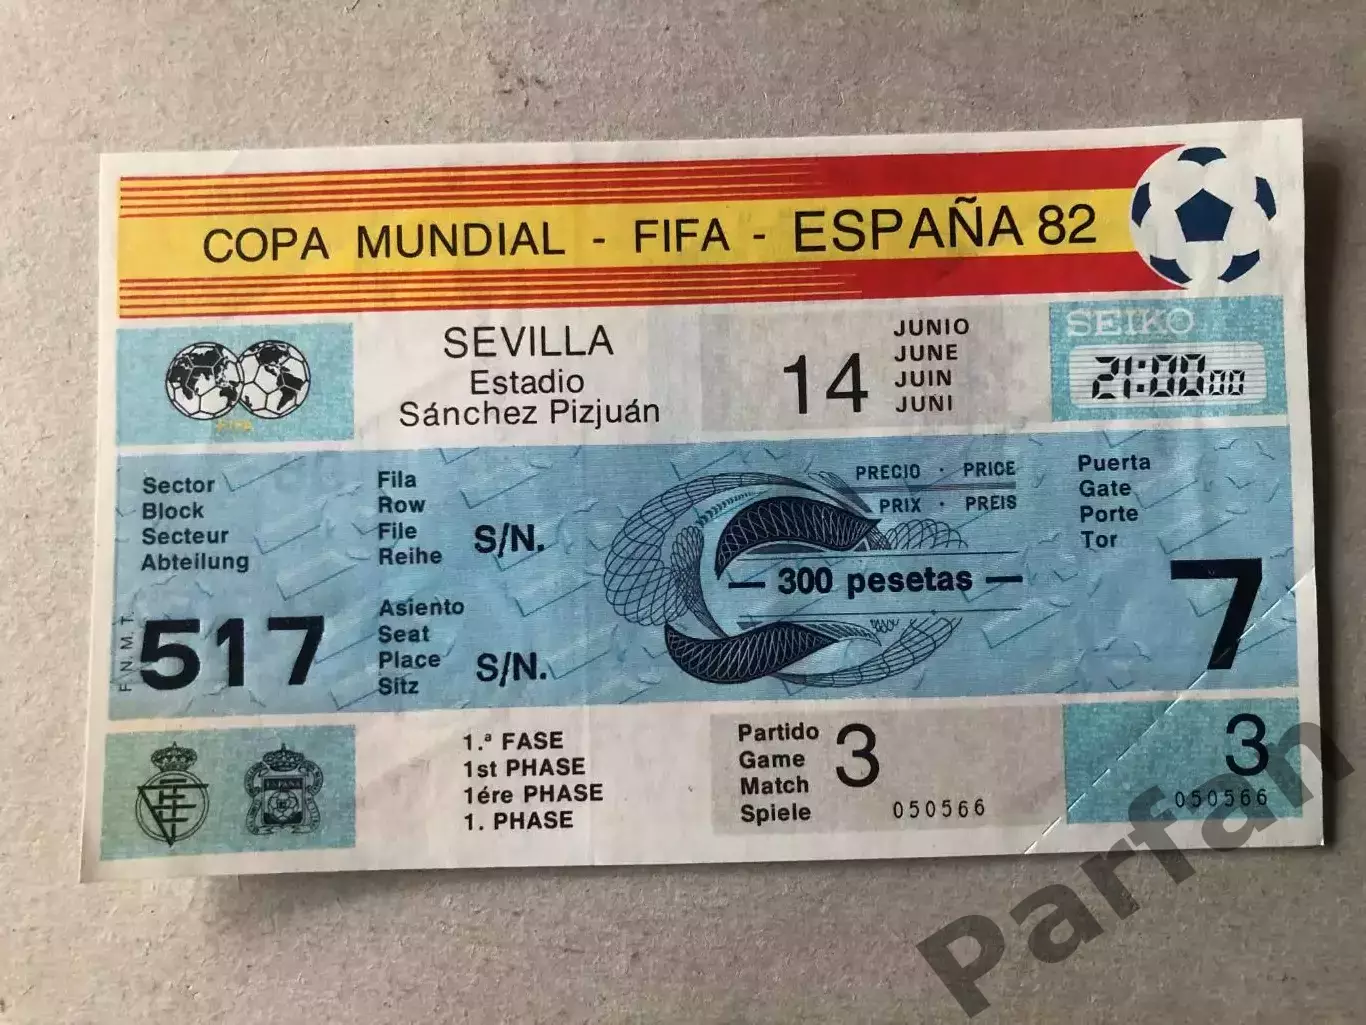 COPA MUNDIAL - FIFA - ESPAÑA 82
FIFA
SEVILLA
Estadio
Sánchez Pizjuán
14
JUNIO
JUNE
JUIN
JUNI
SEIKO
21:00 00
Sector
Block
Secteur
Abteilung
517
F.N.M.T.
Fila
Row
File
Reihe
S/N.
Asiento
Seat
Place
Sitz
S/N.
PRECIO · PRICE
PRIX · PREIS
— 300 pesetas —
Puerta
Gate
Porte
Tor
7
1.ª FASE
1st PHASE
1ére PHASE
1. PHASE
Partido
Game
Match
Spiele
3
050566
3
050566
Parfan